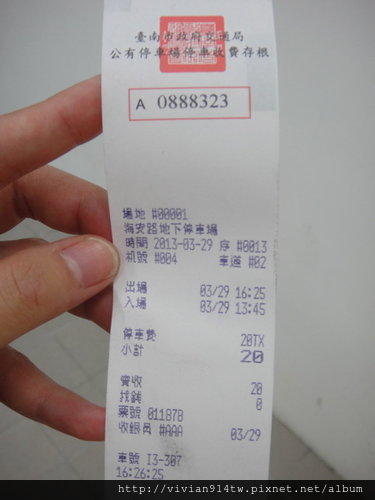 臺南市政府交通局
公有停車場停車收費存根
A 0888323
場地 #00001
海安路地下停車場
時間 2013-03-29 序 #0013
机號 #004 車道 #02
出場 03/29 16:25
入場 03/29 13:45
停車費 20TX
小計 20
實收 20
找錢 0
票號 011878
收銀員 #AAA 03/29
車號 I3-307
16:26:25
http://vivian914tw.pixnet.net/album